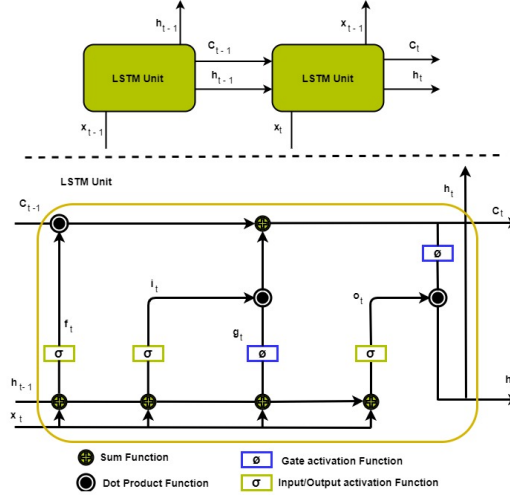 h t - 1
x t - 1
C t - 1
C t
LSTM Unit
LSTM Unit
h t - 1
h t
x t - 1
x t
LSTM Unit
h t
C t-1
C t
ø
i t
o t
f t
g t
σ
σ
ø
σ
h t-1
h
x t
Sum Function
ø Gate activation Function
Dot Product Function
σ Input/Output activation Function